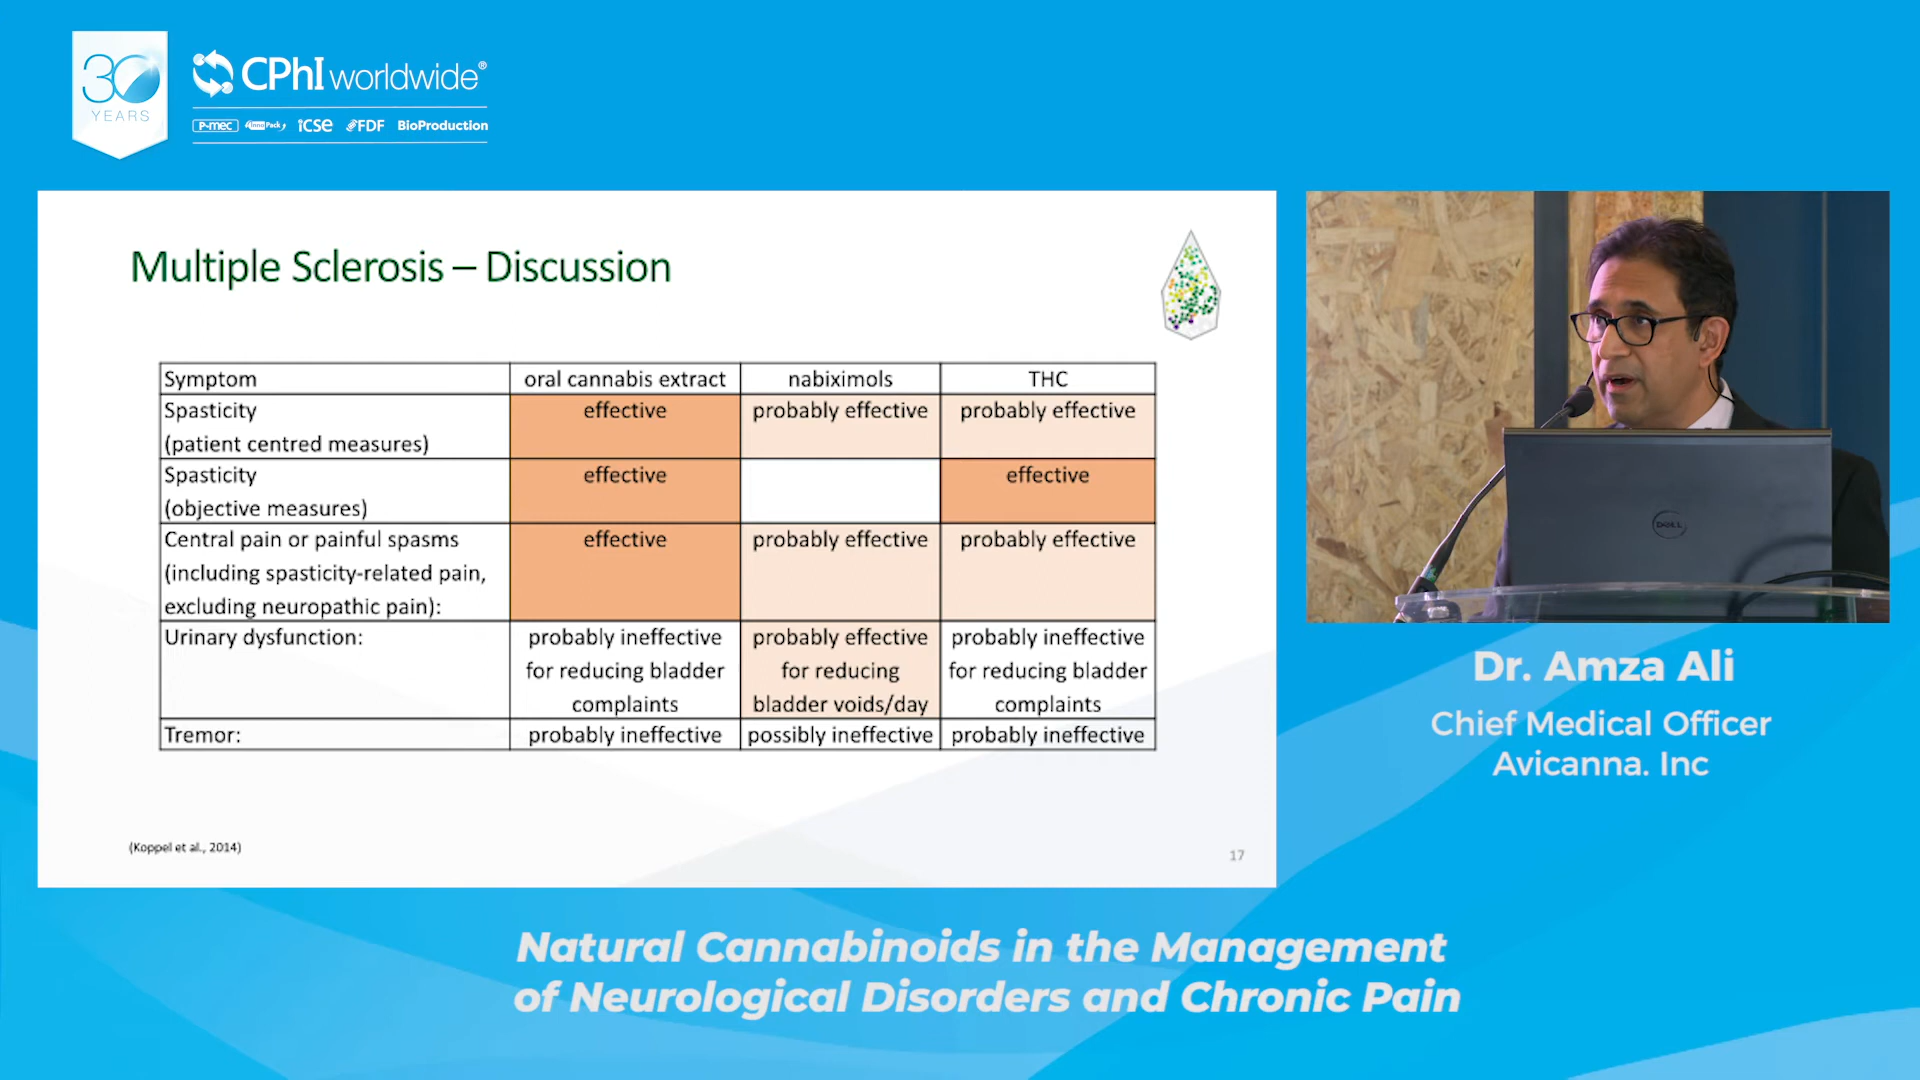 30
YEARS
CPhI worldwide®
P-mec InnoPack iCSE FDF BioProduction
Multiple Sclerosis – Discussion
Symptom oral cannabis extract nabiximols THC
Spasticity effective probably effective probably effective
(patient centred measures)
Spasticity effective effective
(objective measures)
Central pain or painful spasms effective probably effective probably effective
(including spasticity-related pain,
excluding neuropathic pain):
Urinary dysfunction: probably ineffective probably effective probably ineffective
for reducing bladder for reducing for reducing bladder
complaints bladder voids/day complaints
Tremor: probably ineffective possibly ineffective probably ineffective
(Koppel et al., 2014)
17
DELL
Dr. Amza Ali
Chief Medical Officer
Avicanna. Inc
Natural Cannabinoids in the Management
of Neurological Disorders and Chronic Pain